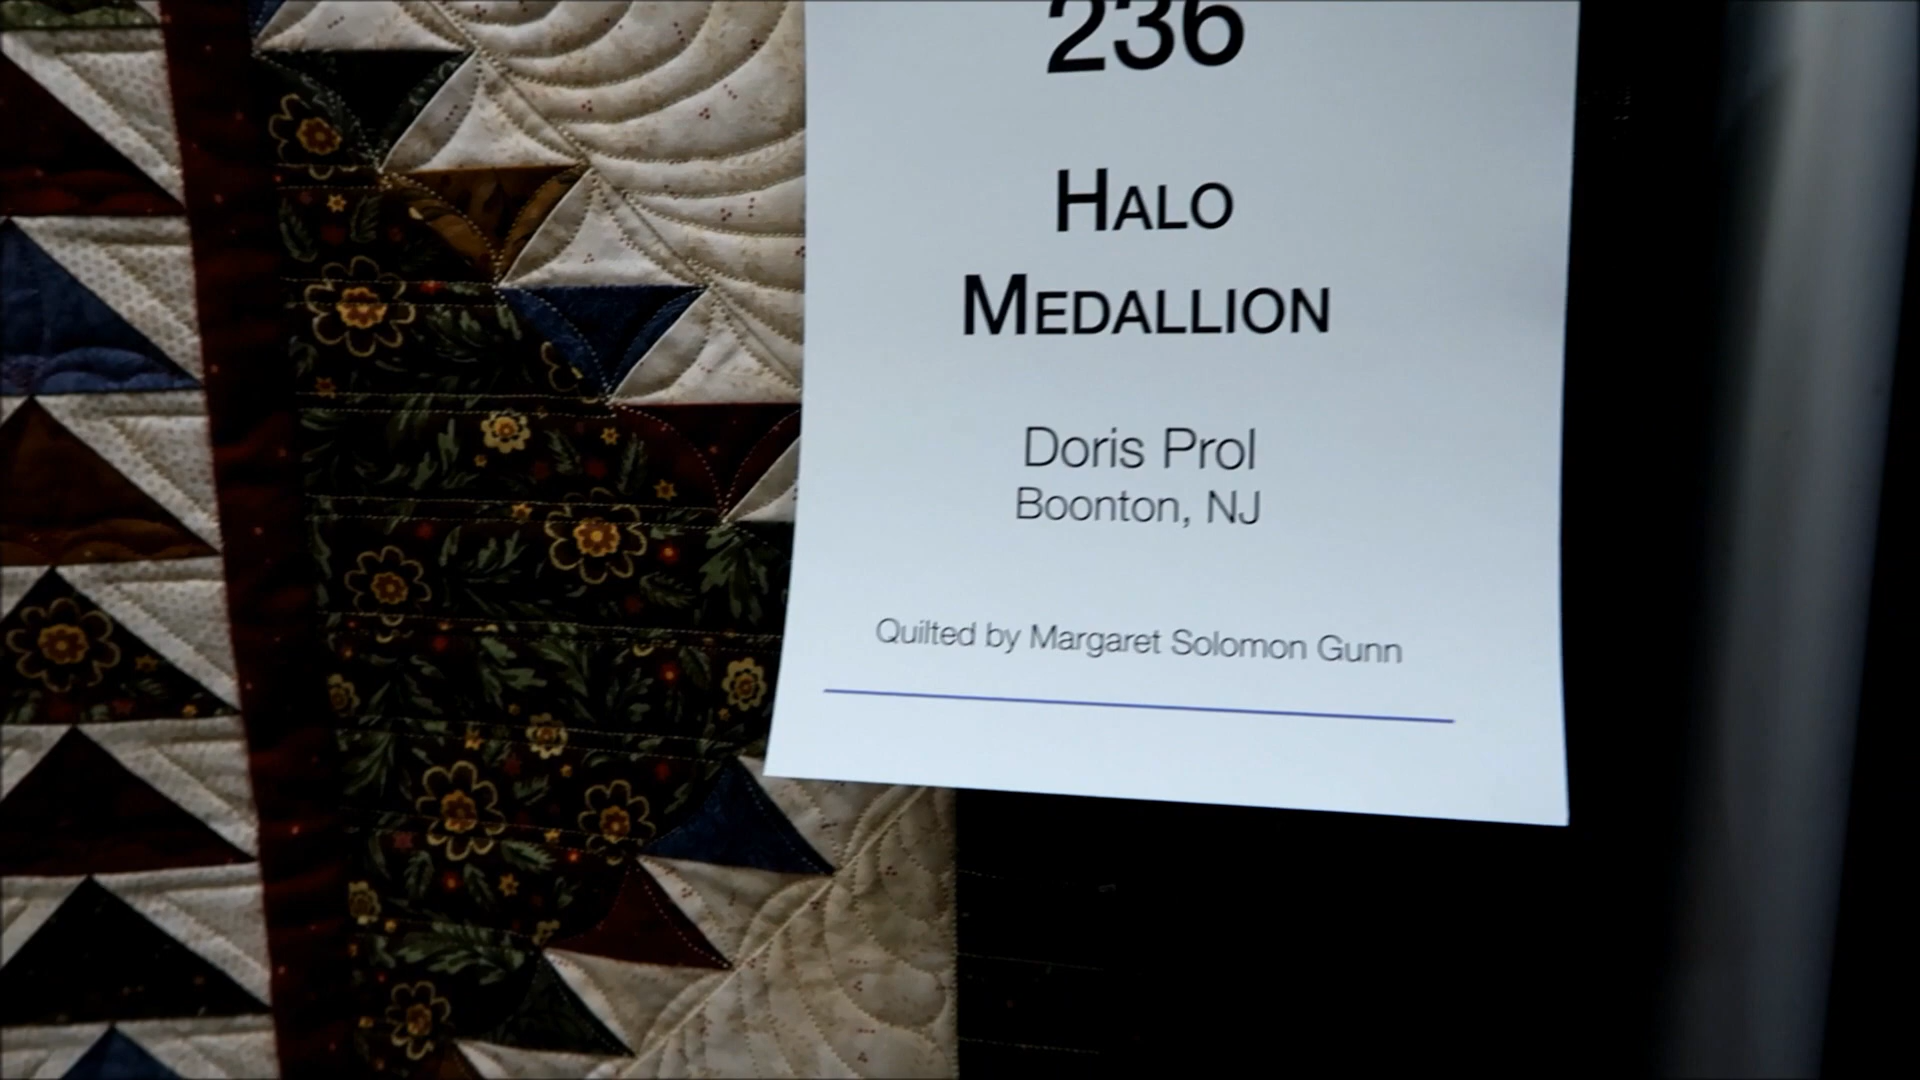 236
HALO
MEDALLION
Doris Prol
Boonton, NJ
Quilted by Margaret Solomon Gunn